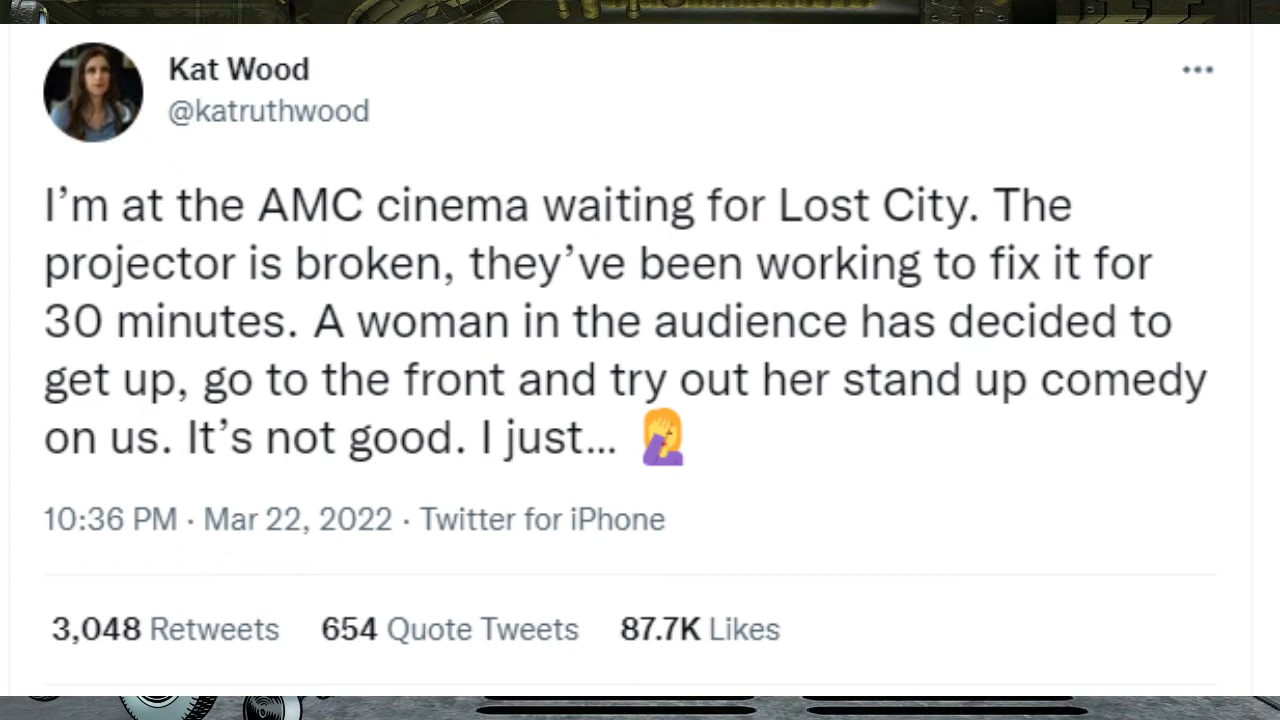 Kat Wood
@katruthwood
I’m at the AMC cinema waiting for Lost City. The
projector is broken, they’ve been working to fix it for
30 minutes. A woman in the audience has decided to
get up, go to the front and try out her stand up comedy
on us. It’s not good. I just... 🤦‍♀️
10:36 PM · Mar 22, 2022 · Twitter for iPhone
3,048 Retweets 654 Quote Tweets 87.7K Likes